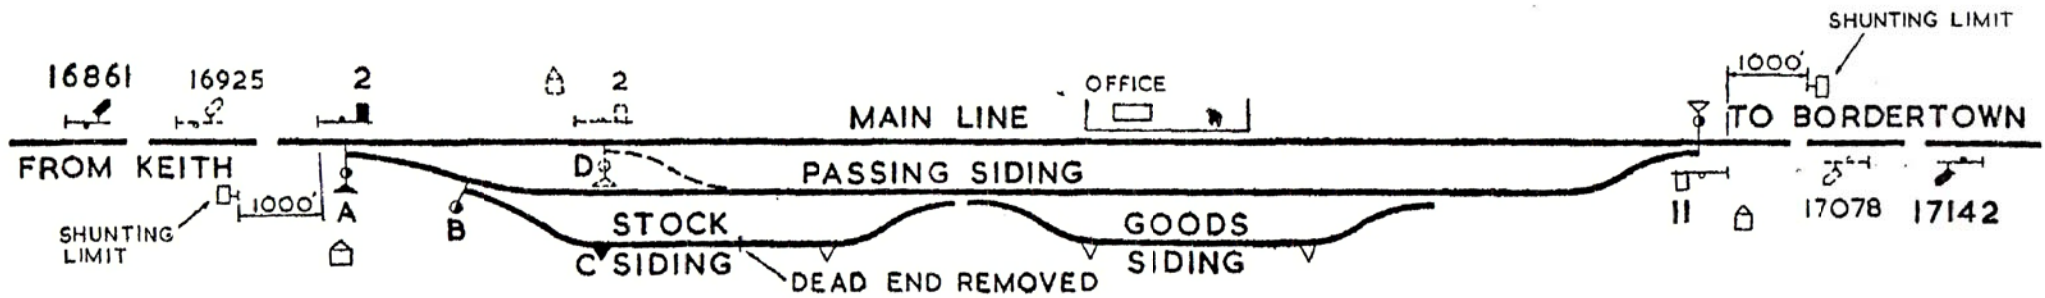 SHUNTING LIMIT
16861
16925
2
2
OFFICE
1000'
MAIN LINE
TO BORDERTOWN
FROM KEITH
D
PASSING SIDING
1000'
A
B
STOCK
GOODS
11
17078
17142
SHUNTING
LIMIT
C SIDING
SIDING
DEAD END REMOVED